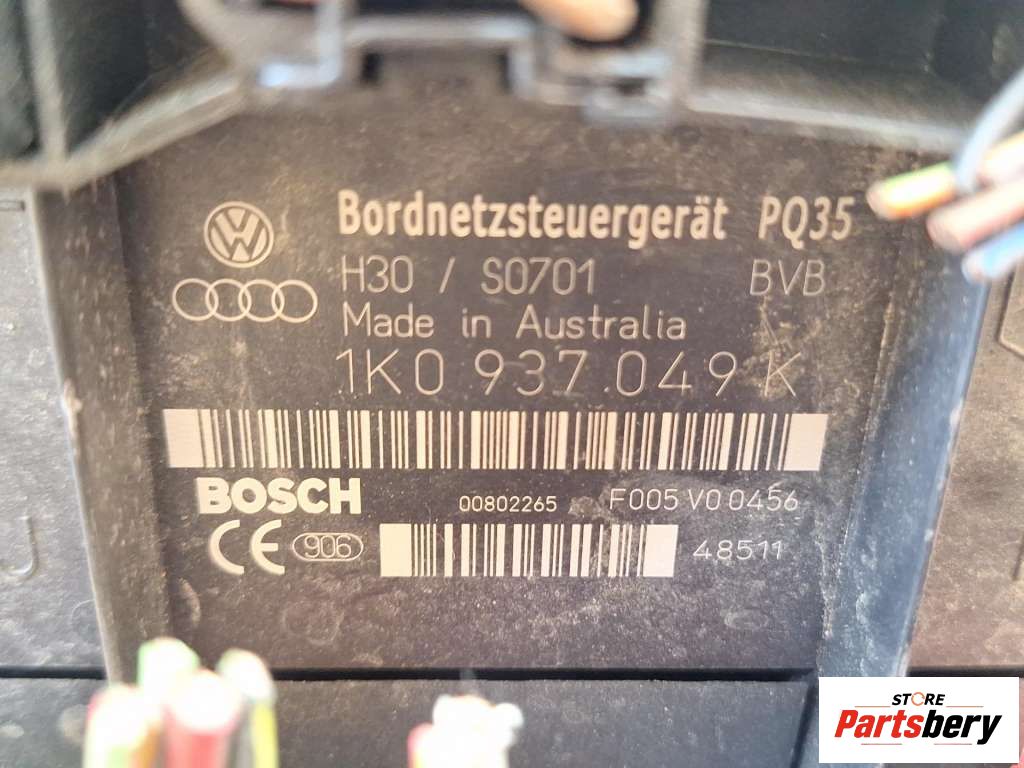 Bordnetzsteuergerät PQ35
H30 / S0701 BVB
Made in Australia
1K0 937.049 K
BOSCH 00802265 F005 V0 0456
CE 906 48511
STORE
Partsbery